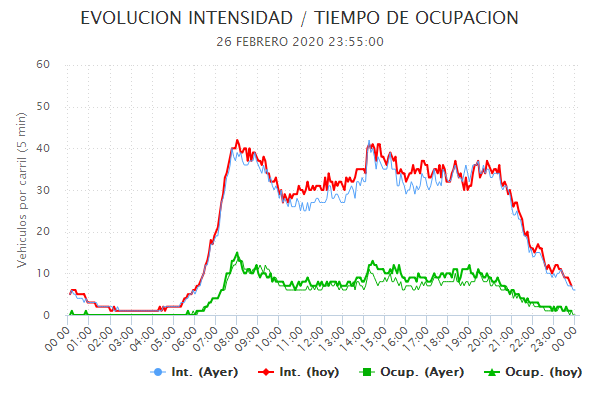 EVOLUCION INTENSIDAD / TIEMPO DE OCUPACION
26 FEBRERO 2020 23:55:00
Vehiculos por carril (5 min)
60
50
40
30
20
10
0
00:00 01:00 02:00 03:00 04:00 05:00 06:00 07:00 08:00 09:00 10:00 11:00 12:00 13:00 14:00 15:00 16:00 17:00 18:00 19:00 20:00 21:00 22:00 23:00 00:00
Int. (Ayer) Int. (hoy) Ocup. (Ayer) Ocup. (hoy)